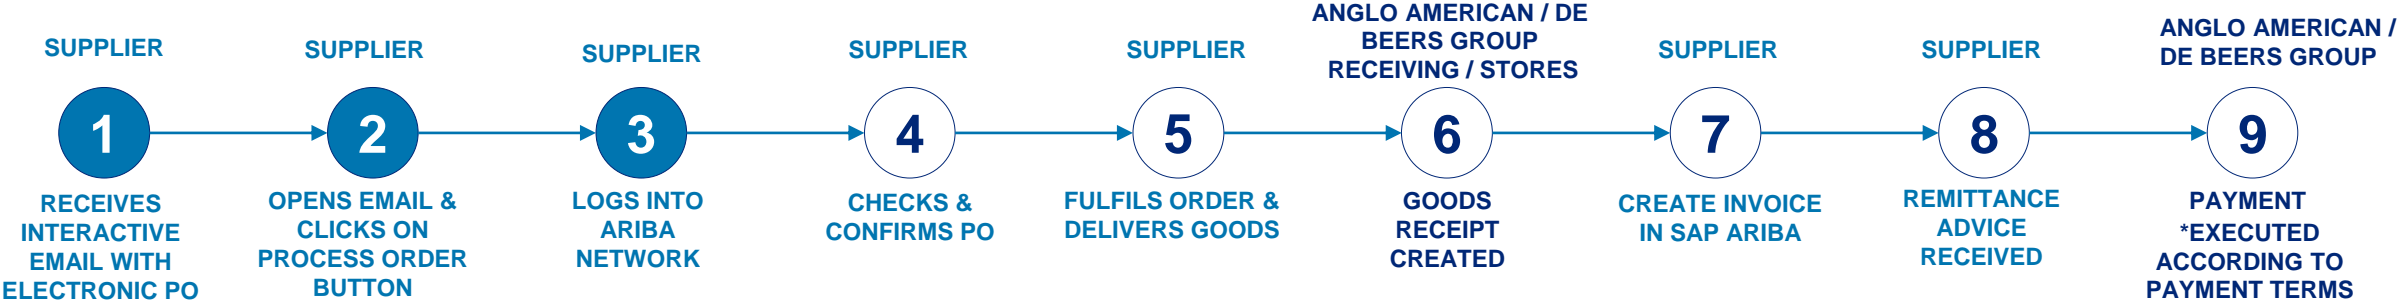 SUPPLIER
1
RECEIVES
INTERACTIVE
EMAIL WITH
ELECTRONIC PO
SUPPLIER
2
OPENS EMAIL &
CLICKS ON
PROCESS ORDER
BUTTON
SUPPLIER
3
LOGS INTO
ARIBA
NETWORK
SUPPLIER
4
CHECKS &
CONFIRMS PO
SUPPLIER
5
FULFILS ORDER &
DELIVERS GOODS
ANGLO AMERICAN / DE
BEERS GROUP
RECEIVING / STORES
6
GOODS
RECEIPT
CREATED
SUPPLIER
7
CREATE INVOICE
IN SAP ARIBA
SUPPLIER
8
REMITTANCE
ADVICE
RECEIVED
ANGLO AMERICAN /
DE BEERS GROUP
9
PAYMENT
*EXECUTED
ACCORDING TO
PAYMENT TERMS